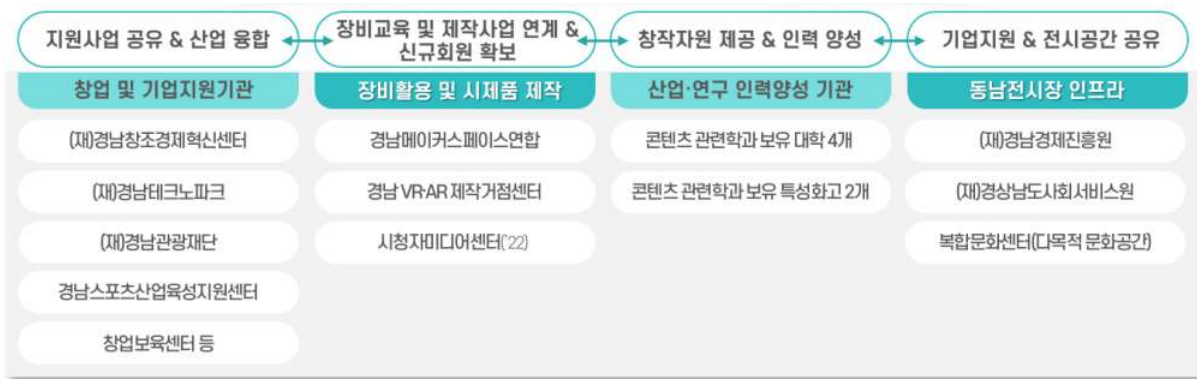 지원사업 공유 & 산업 융합
장비교육 및 제작사업 연계 &
신규회원 확보
창작자원 제공 & 인력 양성
기업지원 & 전시공간 공유
창업 및 기업지원기관
(재)경남창조경제혁신센터
(재)경남테크노파크
(재)경남관광재단
경남스포츠산업육성지원센터
창업보육센터 등
장비활용 및 시제품 제작
경남메이커스페이스연합
경남 VR·AR 제작거점센터
시청자미디어센터('22)
산업·연구 인력양성 기관
콘텐츠 관련학과 보유 대학 4개
콘텐츠 관련학과 보유 특성화고 2개
동남전시장 인프라
(재)경남경제진흥원
(재)경상남도사회서비스원
복합문화센터(다목적 문화공간)